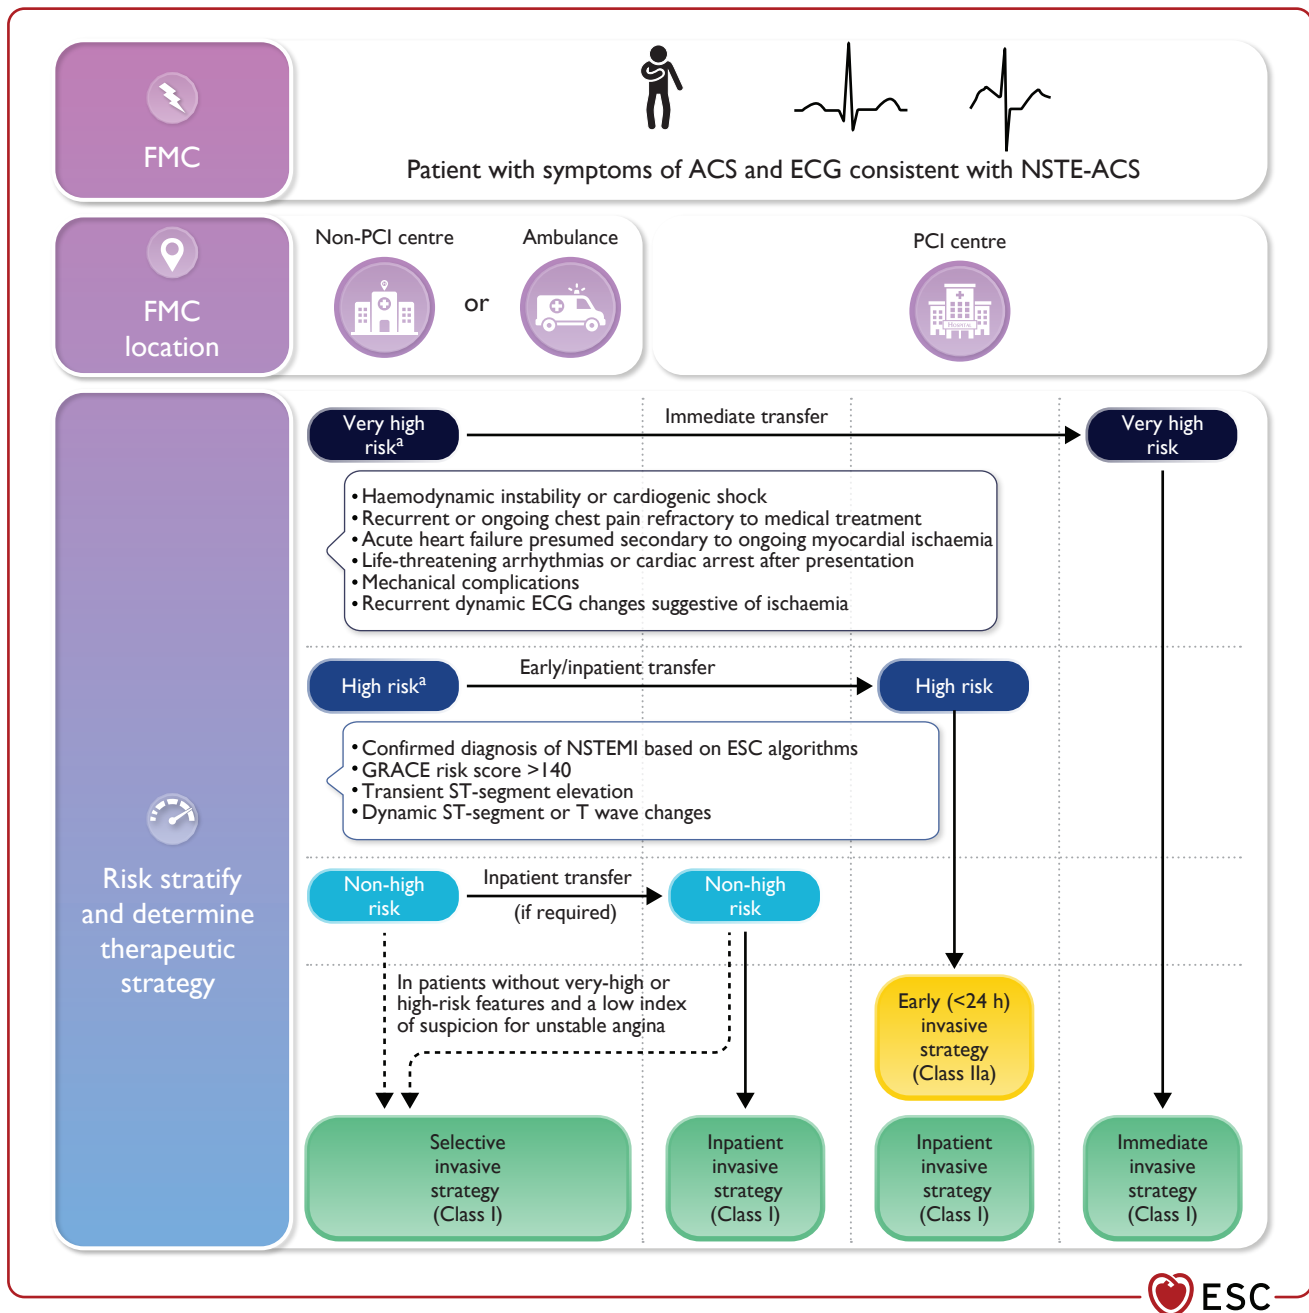 FMC
Patient with symptoms of ACS and ECG consistent with NSTE-ACS
FMC
location
Non-PCI centre
or
Ambulance
PCI centre
HOSPITAL
Risk stratify
and determine
therapeutic
strategy
Very high
riska
Immediate transfer
Very high
risk
• Haemodynamic instability or cardiogenic shock
• Recurrent or ongoing chest pain refractory to medical treatment
• Acute heart failure presumed secondary to ongoing myocardial ischaemia
• Life-threatening arrhythmias or cardiac arrest after presentation
• Mechanical complications
• Recurrent dynamic ECG changes suggestive of ischaemia
High riska
Early/inpatient transfer
High risk
• Confirmed diagnosis of NSTEMI based on ESC algorithms
• GRACE risk score >140
• Transient ST-segment elevation
• Dynamic ST-segment or T wave changes
Non-high
risk
Inpatient transfer
(if required)
Non-high
risk
In patients without very-high or
high-risk features and a low index
of suspicion for unstable angina
Early (<24 h)
invasive
strategy
(Class IIa)
Selective
invasive
strategy
(Class I)
Inpatient
invasive
strategy
(Class I)
Inpatient
invasive
strategy
(Class I)
Immediate
invasive
strategy
(Class I)
ESC